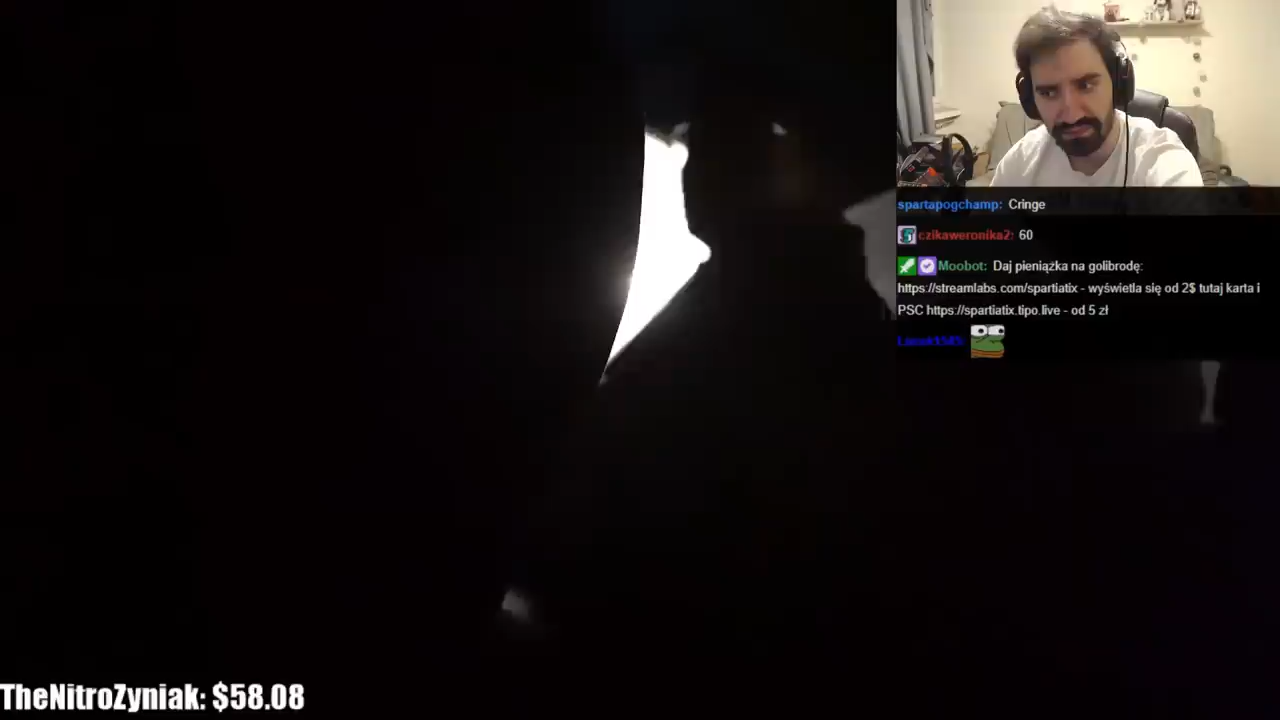 spartapogchamp: Cringe
czikaweronika2: 60
Moobot: Daj pieniążka na golibrodę:
https://streamlabs.com/spartiatix - wyświetla się od 2$ tutaj karta i
PSC https://spartiatix.tipo.live - od 5 zł
TheNitroZyniak: $58.08